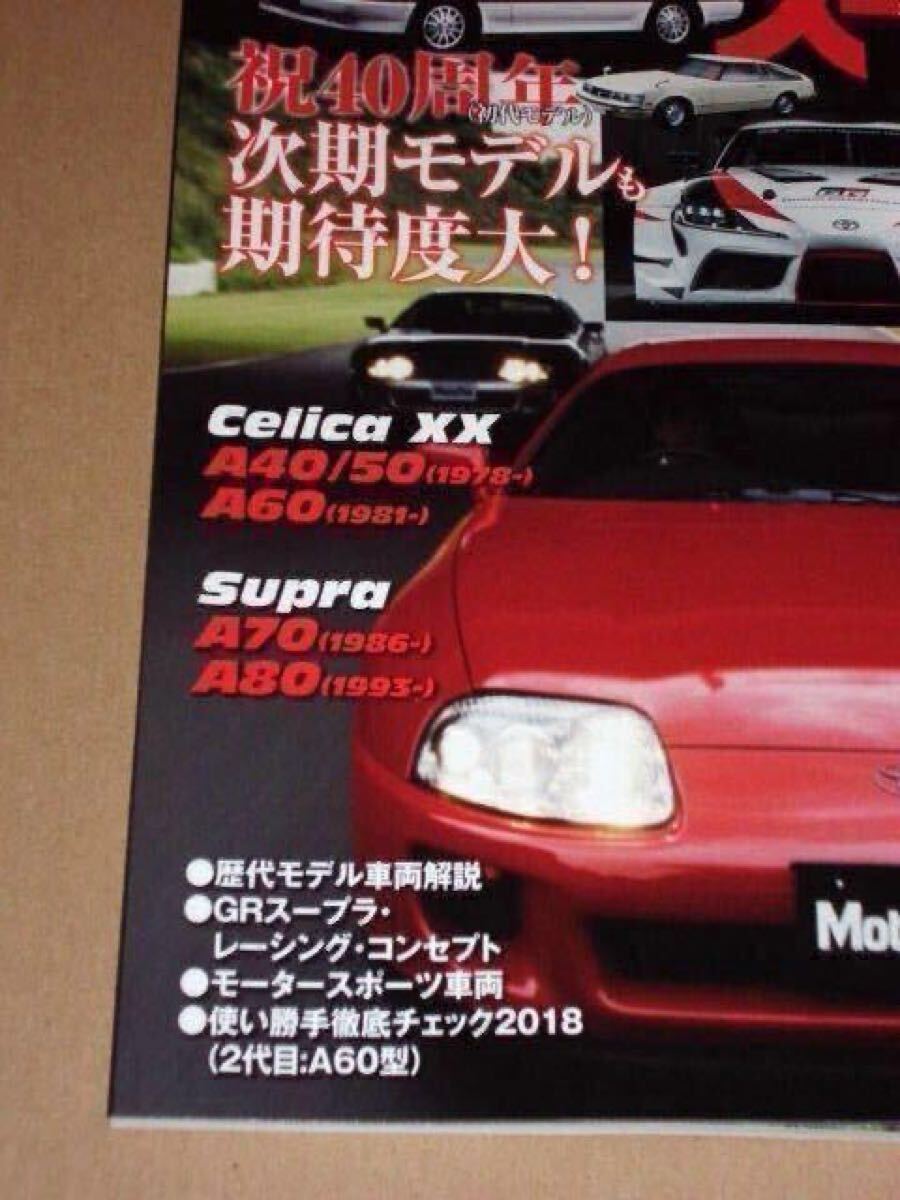 祝40周年
(初代モデル)
次期モデルも
期待度大!
Celica XX
A40/50(1978-)
A60(1981-)
Supra
A70(1986-)
A80(1993-)
●歴代モデル車両解説
●GRスープラ・
レーシング・コンセプト
●モータースポーツ車両
●使い勝手徹底チェック2018
(2代目:A60型)